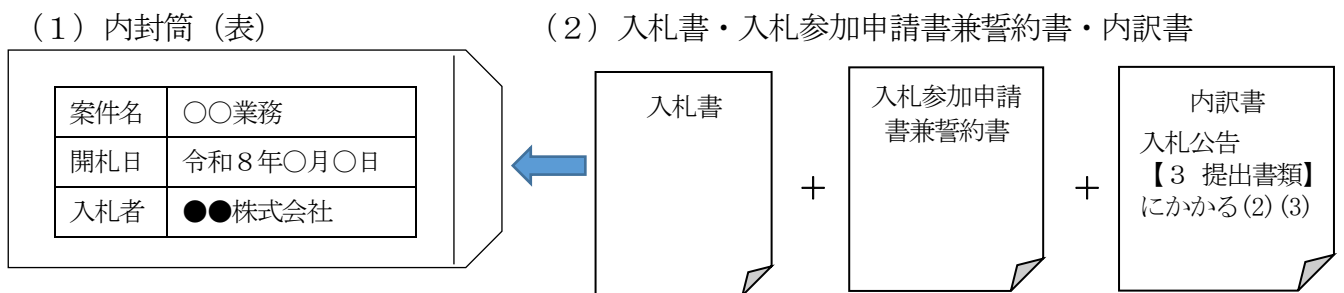 （1）内封筒（表）
（2）入札書・入札参加申請書兼誓約書・内訳書
案件名 ○○業務
開札日 令和８年○月○日
入札者 ●●株式会社
入札書
＋
入札参加申請
書兼誓約書
＋
内訳書
入札公告
【３ 提出書類】
にかかる(2)(3)